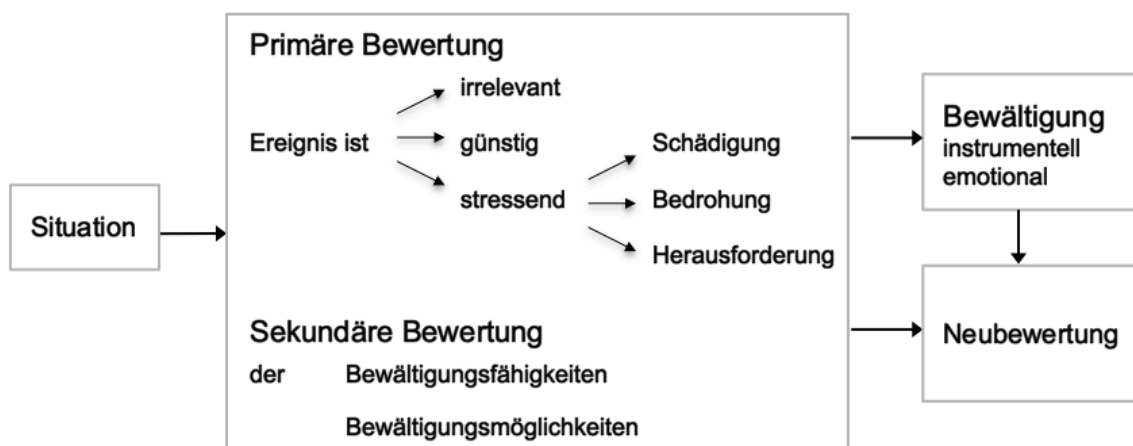 Situation
Primäre Bewertung
Ereignis ist
irrelevant
günstig
stressend
Schädigung
Bedrohung
Herausforderung
Sekundäre Bewertung
der Bewältigungsfähigkeiten
Bewältigungsmöglichkeiten
Bewältigung
instrumentell
emotional
Neubewertung